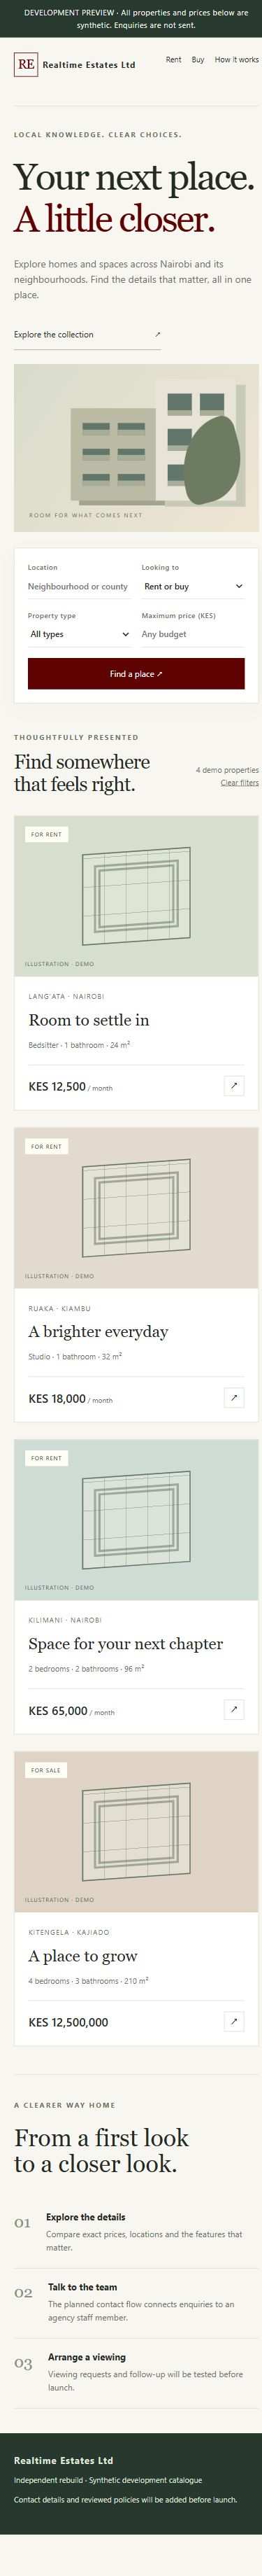 DEVELOPMENT PREVIEW · All properties and prices below are
synthetic. Enquiries are not sent.
RE
Realtime Estates Ltd
Rent
Buy
How it works
LOCAL KNOWLEDGE. CLEAR CHOICES.
Your next place.
A little closer.
Explore homes and spaces across Nairobi and its
neighbourhoods. Find the details that matter, all in one
place.
Explore the collection ↗
ROOM FOR WHAT COMES NEXT
Location
Looking to
Neighbourhood or county
Rent or buy
Property type
Maximum price (KES)
All types
Any budget
Find a place ↗
THOUGHTFULLY PRESENTED
Find somewhere
that feels right.
4 demo properties
Clear filters
FOR RENT
ILLUSTRATION · DEMO
LANG'ATA · NAIROBI
Room to settle in
Bedsitter · 1 bathroom · 24 m²
KES 12,500 / month ↗
FOR RENT
ILLUSTRATION · DEMO
RUAKA · KIAMBU
A brighter everyday
Studio · 1 bathroom · 32 m²
KES 18,000 / month ↗
FOR RENT
ILLUSTRATION · DEMO
KILIMANI · NAIROBI
Space for your next chapter
2 bedrooms · 2 bathrooms · 96 m²
KES 65,000 / month ↗
FOR SALE
ILLUSTRATION · DEMO
KITENGELA · KAJIADO
A place to grow
4 bedrooms · 3 bathrooms · 210 m²
KES 12,500,000 ↗
A CLEARER WAY HOME
From a first look
to a closer look.
01
Explore the details
Compare exact prices, locations and the features that
matter.
02
Talk to the team
The planned contact flow connects enquiries to an
agency staff member.
03
Arrange a viewing
Viewing requests and follow-up will be tested before
launch.
Realtime Estates Ltd
Independent rebuild · Synthetic development catalogue
Contact details and reviewed policies will be added before launch.